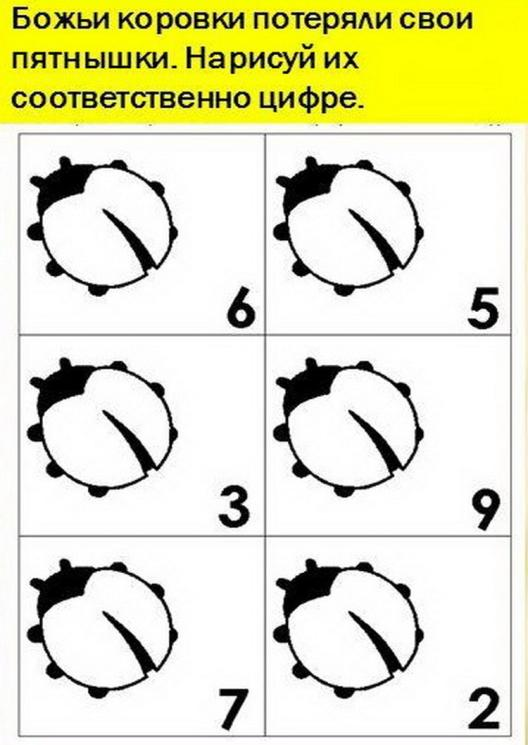 Божьи коровки потеряли свои
пятнышки. Нарисуй их
соответственно цифре.
6 5
3 9
7 2